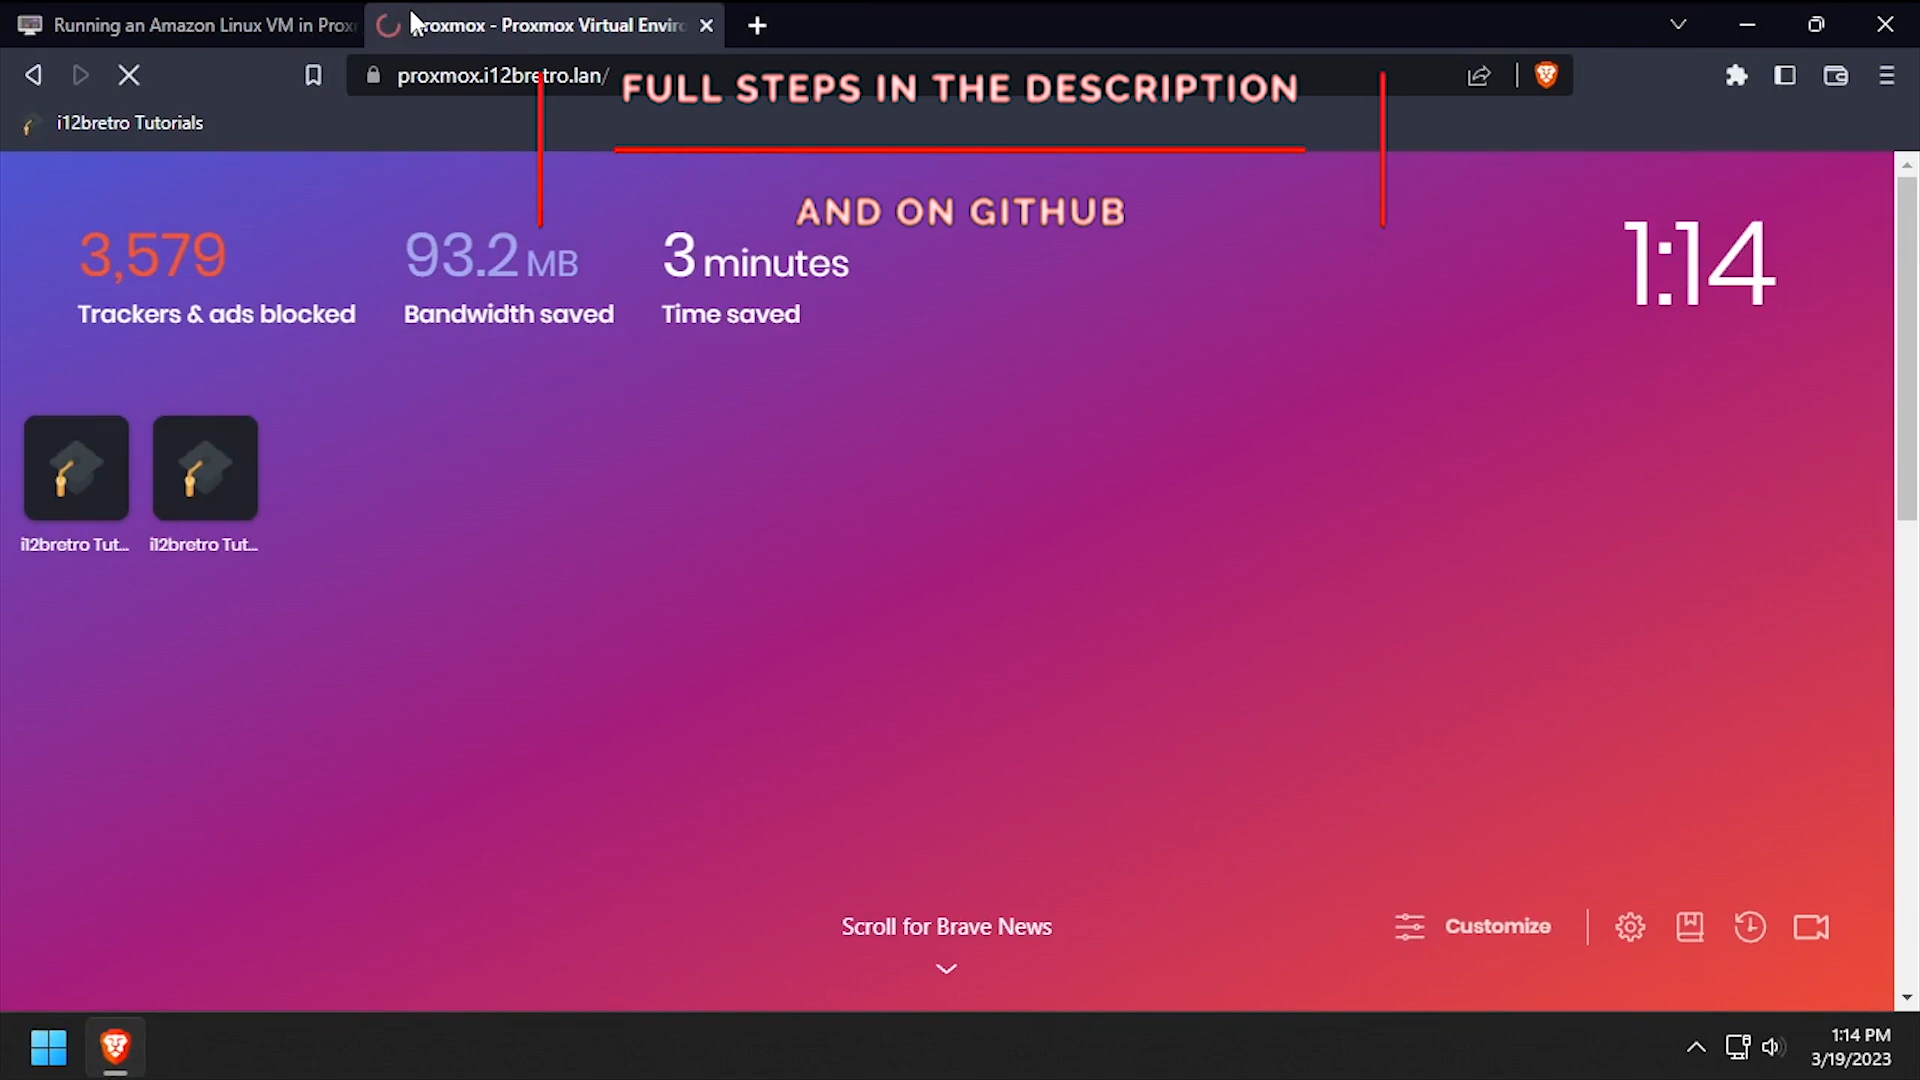 Running an Amazon Linux VM in Prox
roxmox - Proxmox Virtual Enviro
proxmox.i12bretro.lan/
FULL STEPS IN THE DESCRIPTION
i12bretro Tutorials
AND ON GITHUB
3,579
Trackers & ads blocked
93.2 MB
Bandwidth saved
3 minutes
Time saved
1:14
i12bretro Tut...
i12bretro Tut...
Scroll for Brave News
Customize
1:14 PM
3/19/2023